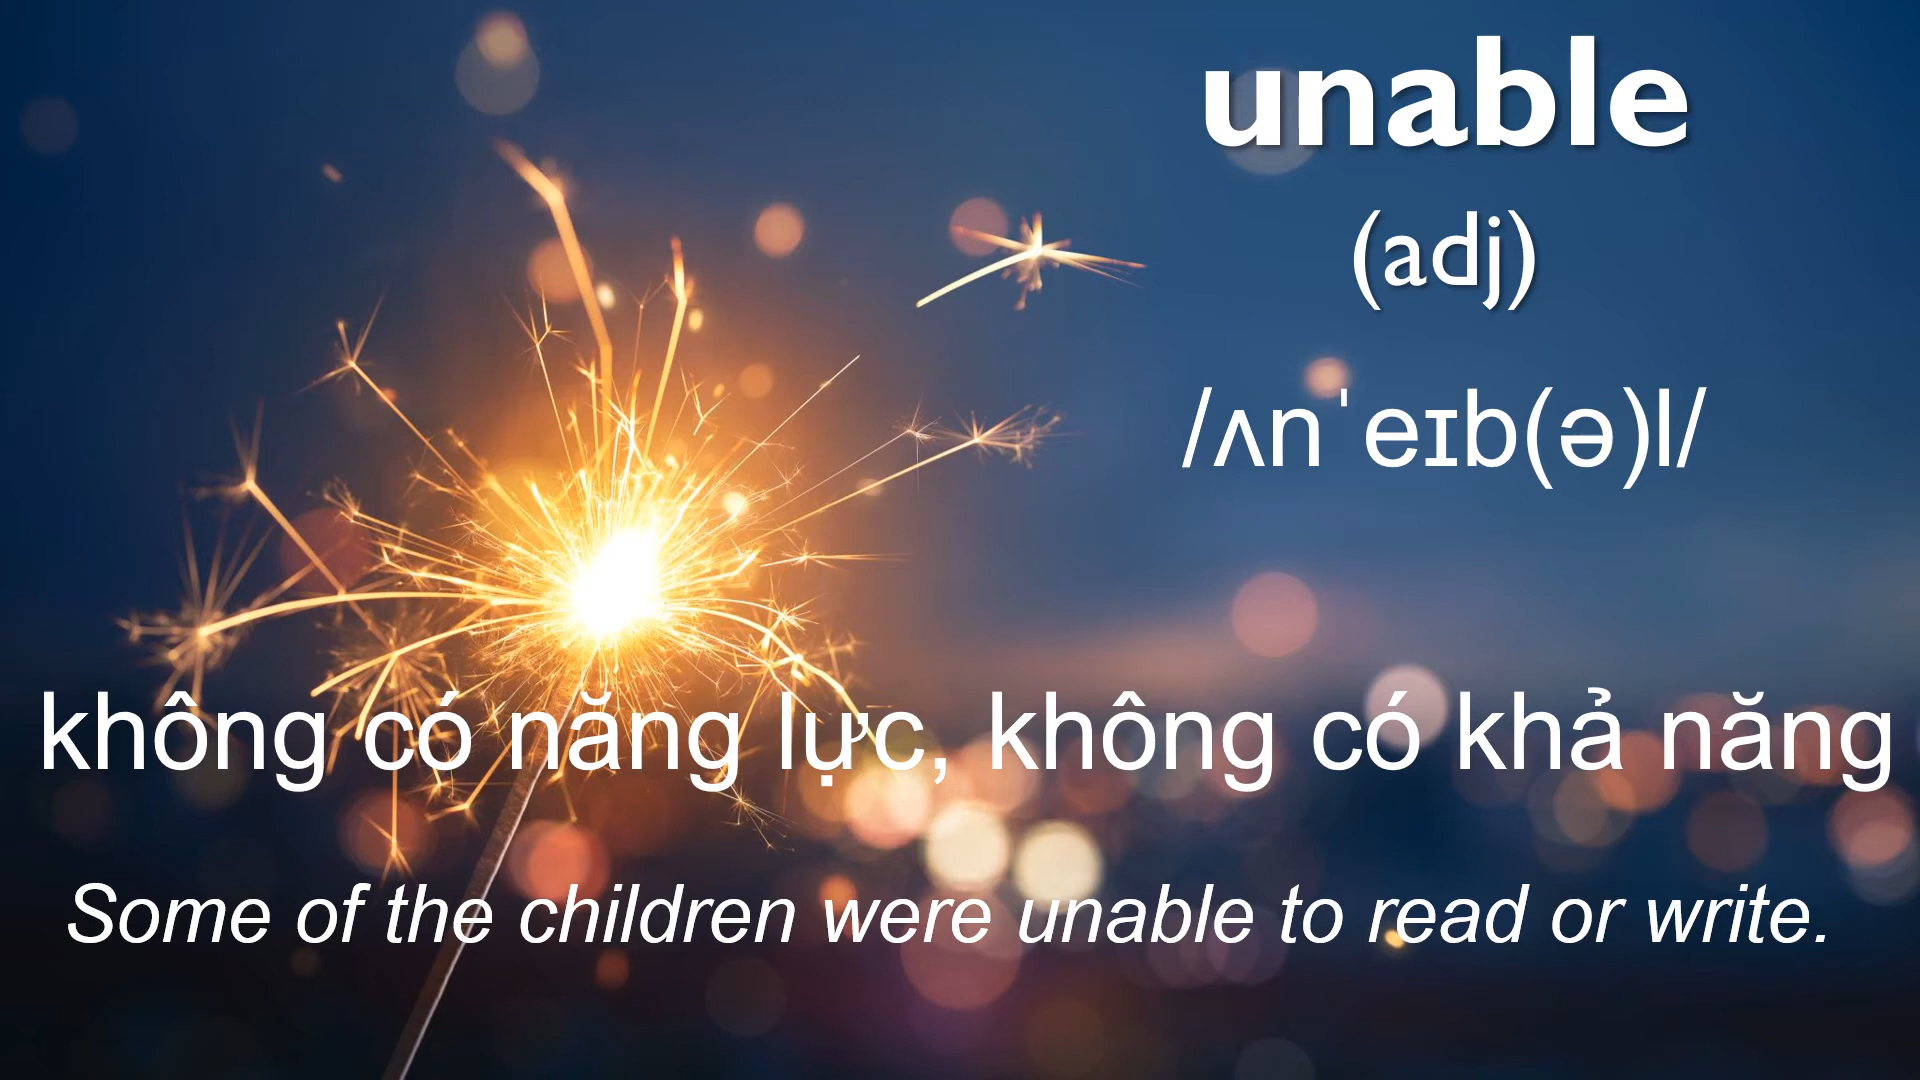 unable
(adj)
/ʌnˈeɪb(ə)l/
không có năng lực, không có khả năng
Some of the children were unable to read or write.